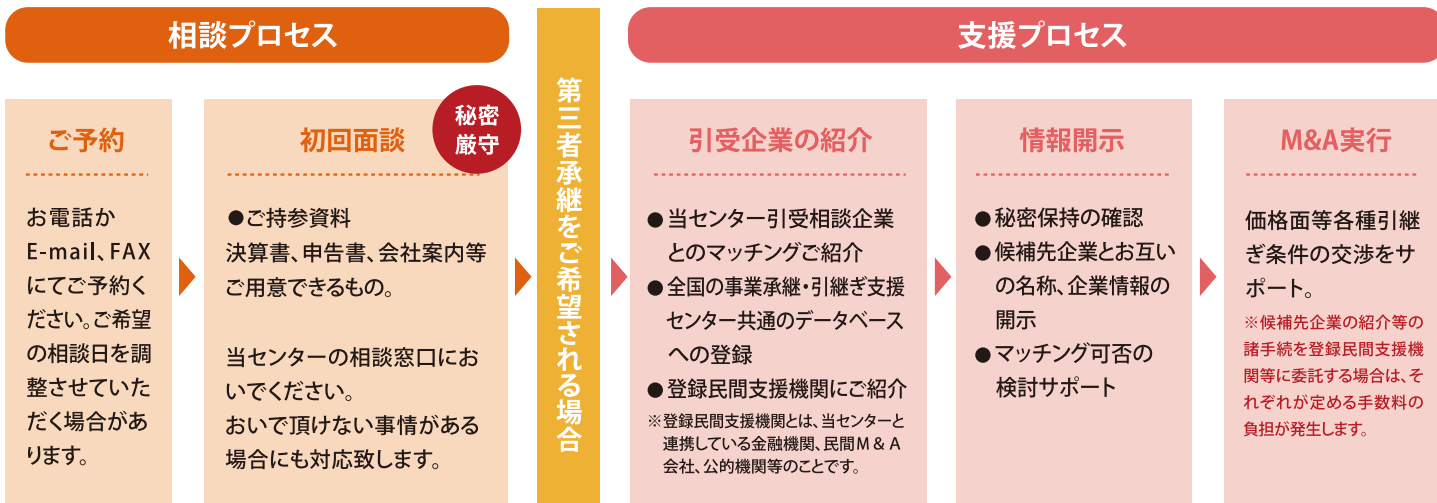 相談プロセス
ご予約
お電話か
E-mail、FAX
にてご予約く
ださい。ご希望
の相談日を調
整させていた
だく場合があ
ります。
初回面談
秘密
厳守
●ご持参資料
決算書、申告書、会社案内等
ご用意できるもの。
当センターの相談窓口にお
いでください。
おいで頂けない事情がある
場合にも対応致します。
第三者承継をご希望される場合
支援プロセス
引受企業の紹介
●当センター引受相談企業
とのマッチングご紹介
●全国の事業承継・引継ぎ支援
センター共通のデータベース
への登録
●登録民間支援機関にご紹介
※登録民間支援機関とは、当センターと
連携している金融機関、民間M&A
会社、公的機関等のことです。
情報開示
●秘密保持の確認
●候補先企業とお互い
の名称、企業情報の
開示
●マッチング可否の
検討サポート
M&A実行
価格面等各種引継
ぎ条件の交渉をサ
ポート。
※候補先企業の紹介等の
諸手続を登録民間支援機
関等に委託する場合は、そ
れぞれが定める手数料の
負担が発生します。